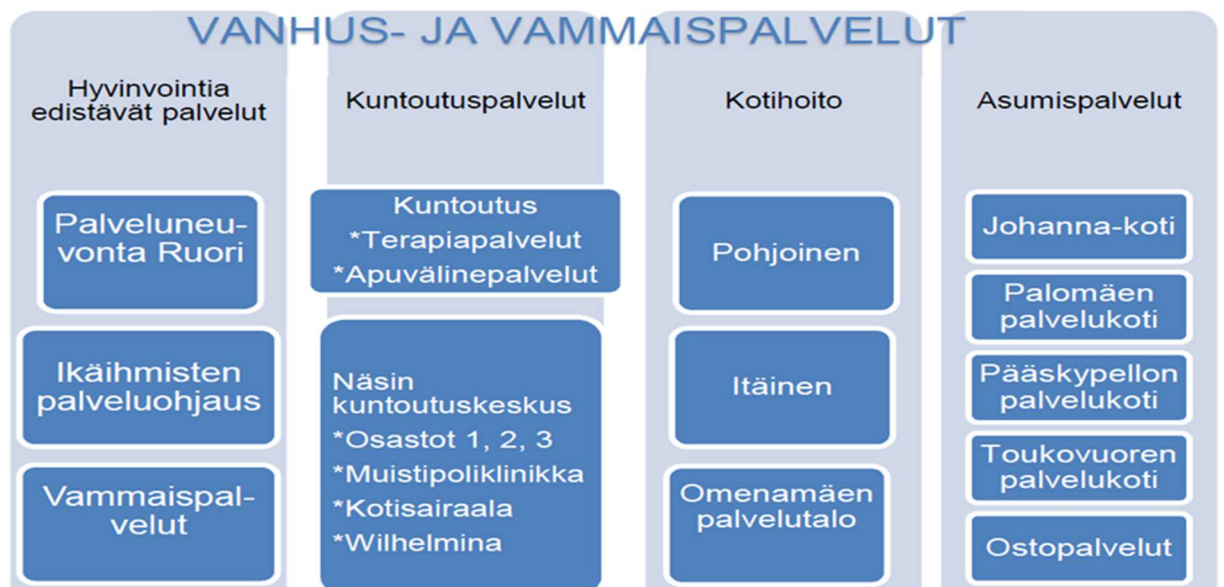 VANHUS- JA VAMMAISPALVELUT
Hyvinvointia
edistävät palvelut
Palveluneu-
vonta Ruori
Ikäihmisten
palveluohjaus
Vammaispal-
velut
Kuntoutuspalvelut
Kuntoutus
*Terapiapalvelut
*Apuvälinepalvelut
Näsin
kuntoutuskeskus
*Osastot 1, 2, 3
*Muistipoliklinikka
*Kotisairaala
*Wilhelmina
Kotihoito
Pohjoinen
Itäinen
Omenamäen
palvelutalo
Asumispalvelut
Johanna-koti
Palomäen
palvelukoti
Pääskypellon
palvelukoti
Toukovuoren
palvelukoti
Ostopalvelut